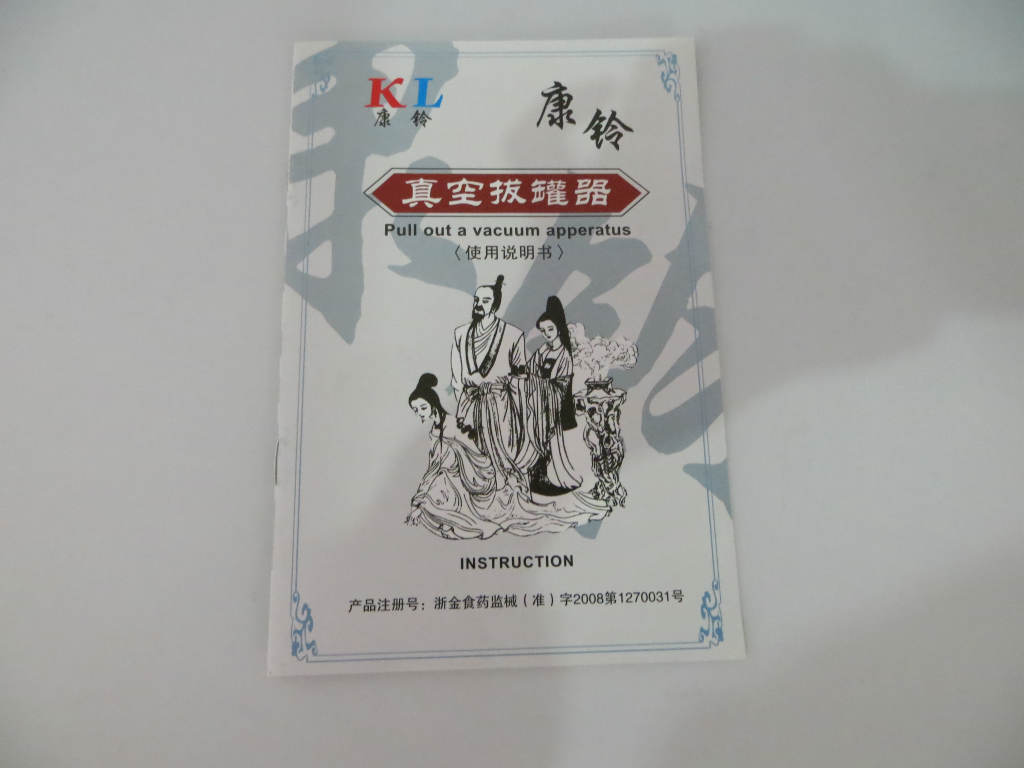 KL
康铃
康铃
真空拔罐器
Pull out a vacuum apperatus
〈使用说明书〉
INSTRUCTION
产品注册号：浙金食药监械（准）字2008第1270031号